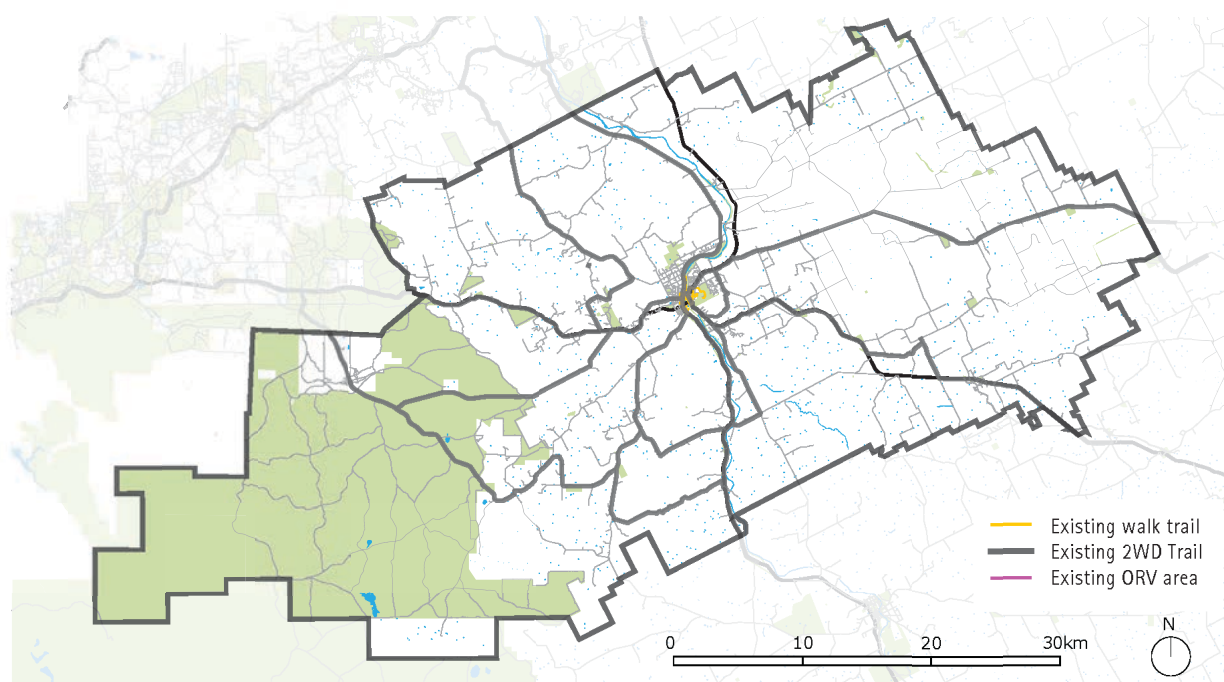 Existing walk trail
Existing 2WD Trail
Existing ORV area
0 10 20 30km
N